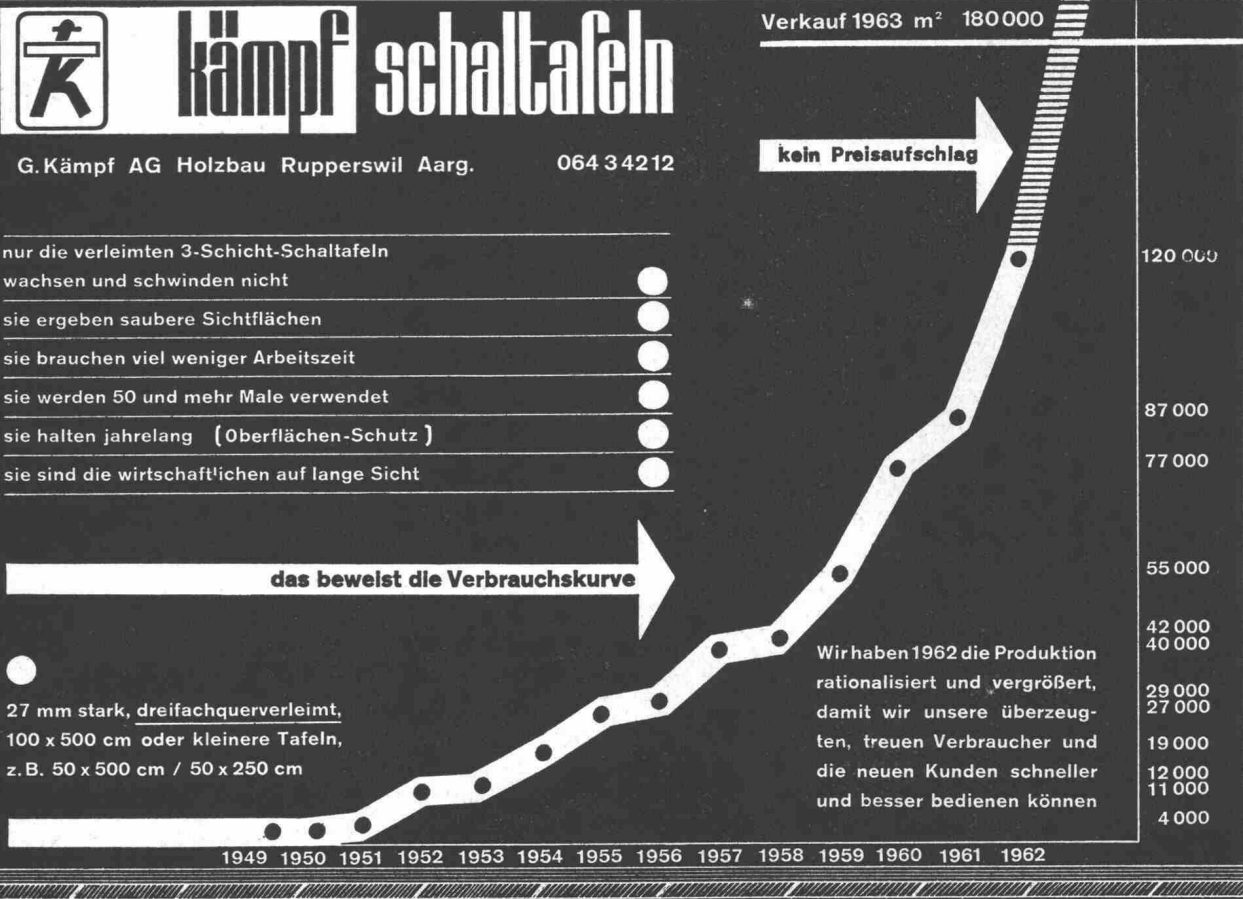 K
kämpf schaltafeln
G. Kämpf AG Holzbau Rupperswil Aarg. 064 3 42 12
nur die verleimten 3-Schicht-Schaltafeln
wachsen und schwinden nicht
sie ergeben saubere Sichtflächen
sie brauchen viel weniger Arbeitszeit
sie werden 50 und mehr Male verwendet
sie halten jahrelang (Oberflächen-Schutz)
sie sind die wirtschaftlichen auf lange Sicht
das beweist die Verbrauchskurve
27 mm stark, dreifachquerverleimt,
100 x 500 cm oder kleinere Tafeln,
z.B. 50 x 500 cm / 50 x 250 cm
Verkauf 1963 m² 180 000
kein Preisaufschlag
Wir haben 1962 die Produktion
rationalisiert und vergrößert,
damit wir unsere überzeug-
ten, treuen Verbraucher und
die neuen Kunden schneller
und besser bedienen können
120 000
87 000
77 000
55 000
42 000
40 000
29 000
27 000
19 000
12 000
11 000
4 000
1949 1950 1951 1952 1953 1954 1955 1956 1957 1958 1959 1960 1961 1962